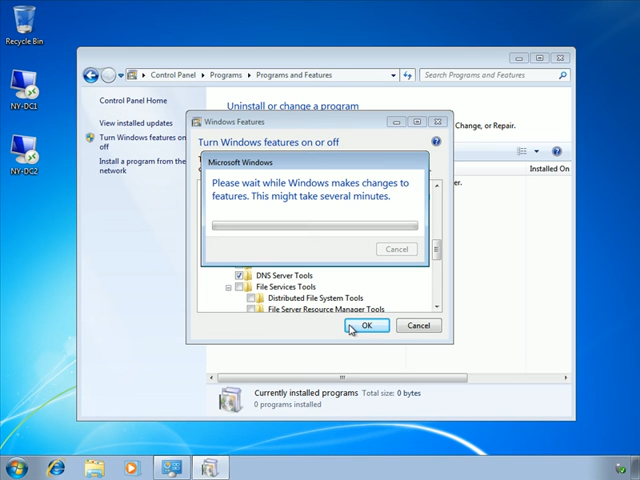 Recycle Bin
NY-DC1
NY-DC2
Control Panel
Programs
Programs and Features
Search Programs and Features
Control Panel Home
View installed updates
Turn Windows features on
off
Install a program from the
network
Uninstall or change a program
Change, or Repair.
Installed On
er.
Windows Features
Turn Windows features on or off
Microsoft Windows
Please wait while Windows makes changes to
features. This might take several minutes.
Cancel
DNS Server Tools
File Services Tools
Distributed File System Tools
File Server Resource Manager Tools
OK
Cancel
Currently installed programs Total size: 0 bytes
0 programs installed